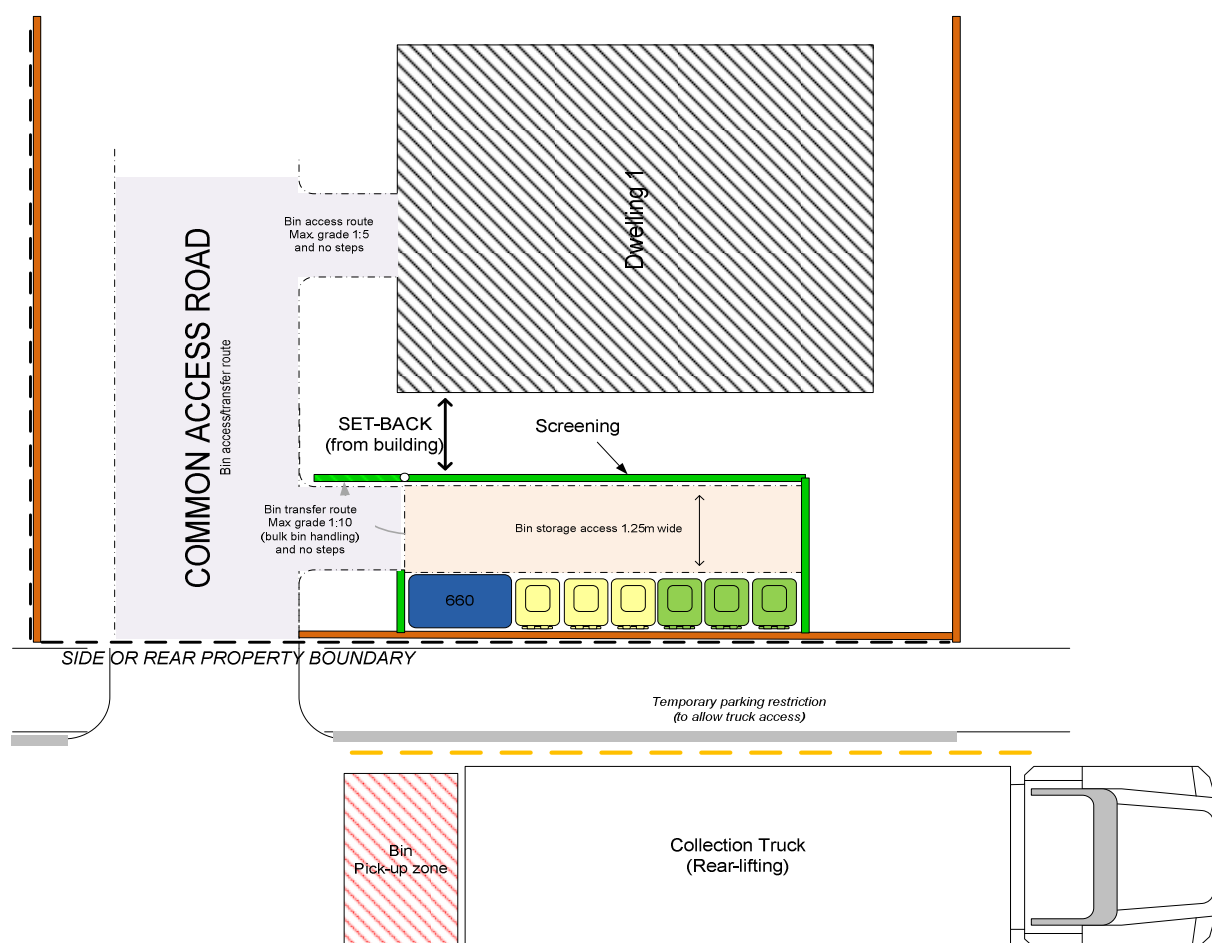 Dwelling 1
Bin access route
Max. grade 1:5
and no steps
COMMON ACCESS ROAD
Bin access/transfer route
SET-BACK
(from building)
Screening
Bin transfer route
Max grade 1:10
(bulk bin handling)
and no steps
Bin storage access 1.25m wide
660
SIDE OR REAR PROPERTY BOUNDARY
Temporary parking restriction
(to allow truck access)
Bin
Pick-up zone
Collection Truck
(Rear-lifting)